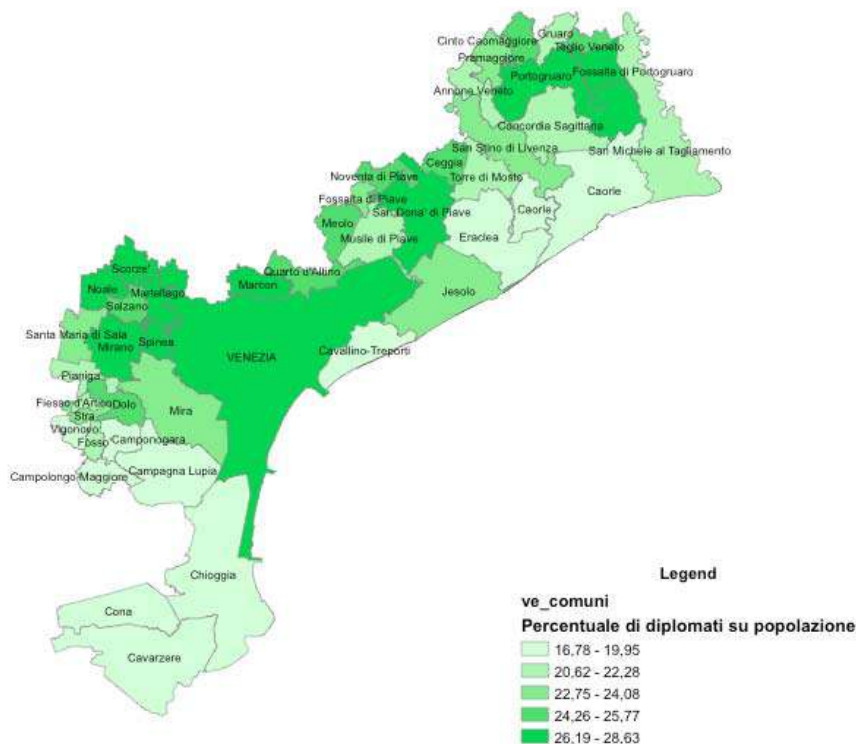 Cinto Caomaggiore
Gruaro
Teglio Veneto
Pramaggiore
Portogruaro
Fossalta di Portogruaro
Annone Veneto
Concordia Sagittaria
San Stino di Livenza
San Michele al Tagliamento
Ceggia
Noventa di Piave
Torre di Mosto
Caorle
Fossalta di Piave
San Dona' di Piave
Caorle
Meolo
Musile di Piave
Eraclea
Scorze'
Quarto d'Altino
Noale
Martellago
Marcon
Jesolo
Salzano
Santa Maria di Sala
Mirano
Spinea
VENEZIA
Cavallino-Treporti
Pianiga
Fiesso d'Artico
Dolo
Mira
Stra
Vigonovo
Fosso'
Camponogara
Campagna Lupia
Campolongo Maggiore
Chioggia
Cona
Cavarzere
Legend
ve_comuni
Percentuale di diplomati su popolazione
16,78 - 19,95
20,62 - 22,28
22,75 - 24,08
24,26 - 25,77
26,19 - 28,63